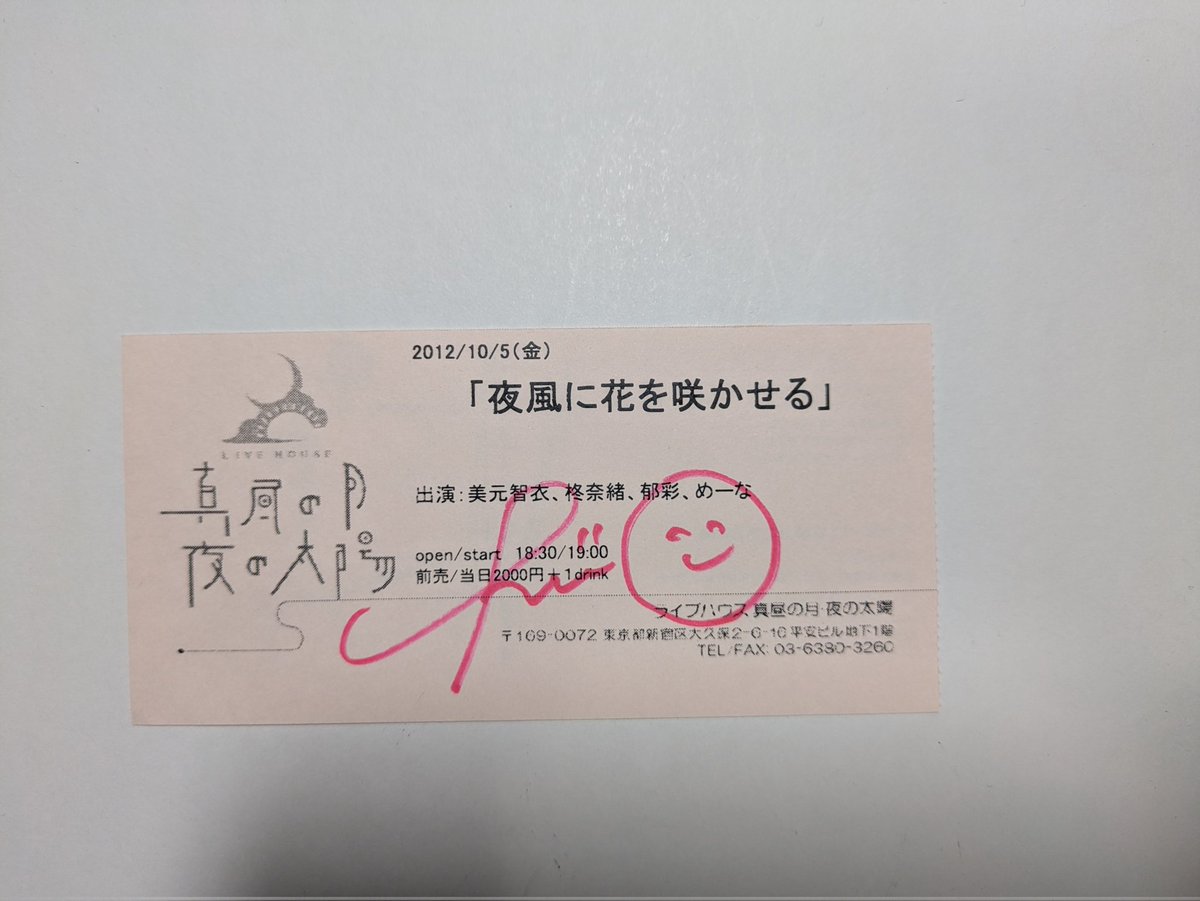 2012/10/5(金)
「夜風に花を咲かせる」
LIVE HOUSE
真昼の月
夜の太陽
出演:美元智衣、柊奈緒、郁彩、めーな
open/start 18:30/19:00
前売/当日2000円+1drink
ライブハウス 真昼の月・夜の太陽
〒169-0072 東京都新宿区大久保2-6-16 平安ビル地下1階
TEL/FAX: 03-6380-3260